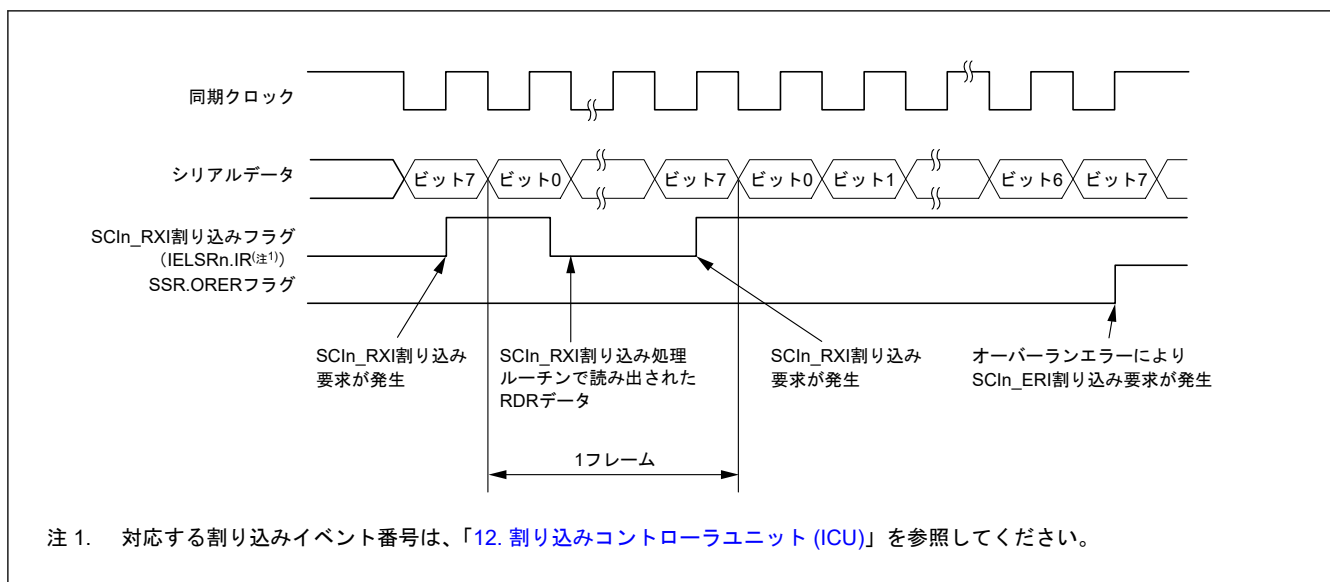 同期クロック
シリアルデータ
ビット7 ビット0 ビット7 ビット0 ビット1 ビット6 ビット7
SCIn_RXI割り込みフラグ
(IELSRn.IR(注1))
SSR.ORERフラグ
SCIn_RXI割り込み
要求が発生
SCIn_RXI割り込み処理
ルーチンで読み出された
RDRデータ
SCIn_RXI割り込み
要求が発生
オーバーランエラーにより
SCIn_ERI割り込み要求が発生
1フレーム
注 1. 対応する割り込みイベント番号は、「12. 割り込みコントローラユニット (ICU)」を参照してください。